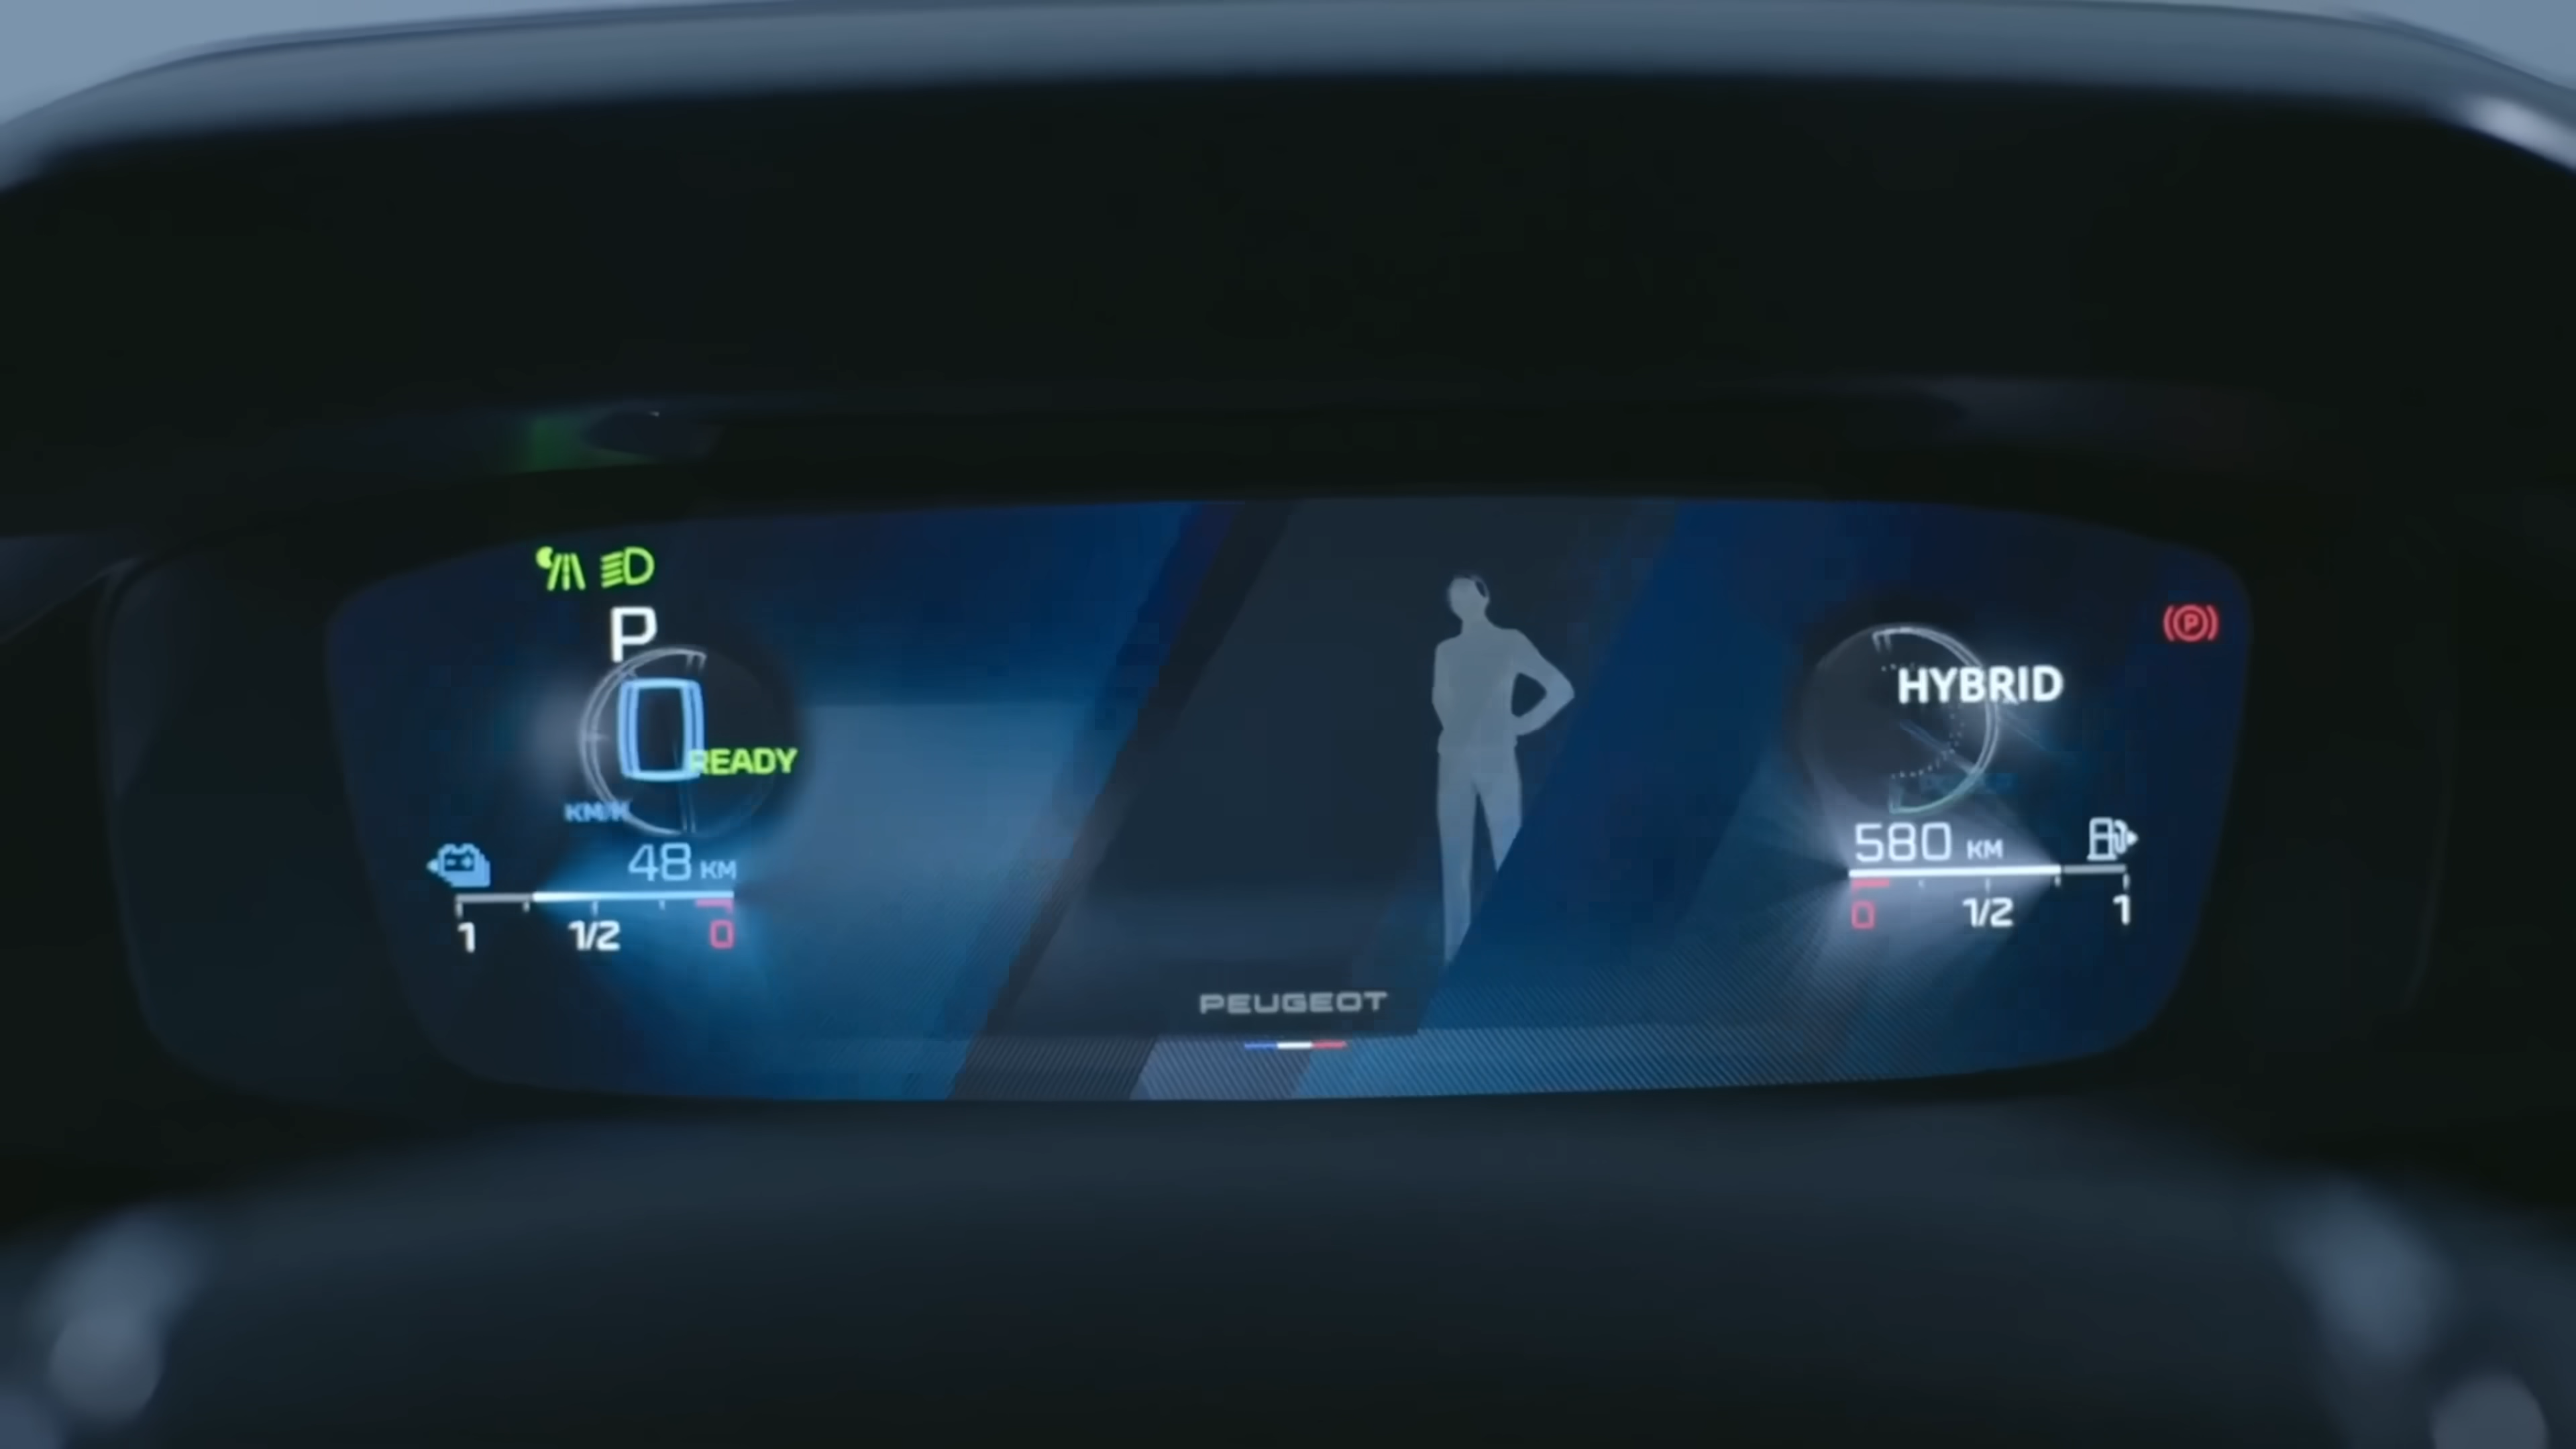 P
0
READY
KM/H
48 KM
1 1/2 0
PEUGEOT
HYBRID
(P)
580 KM
0 1/2 1